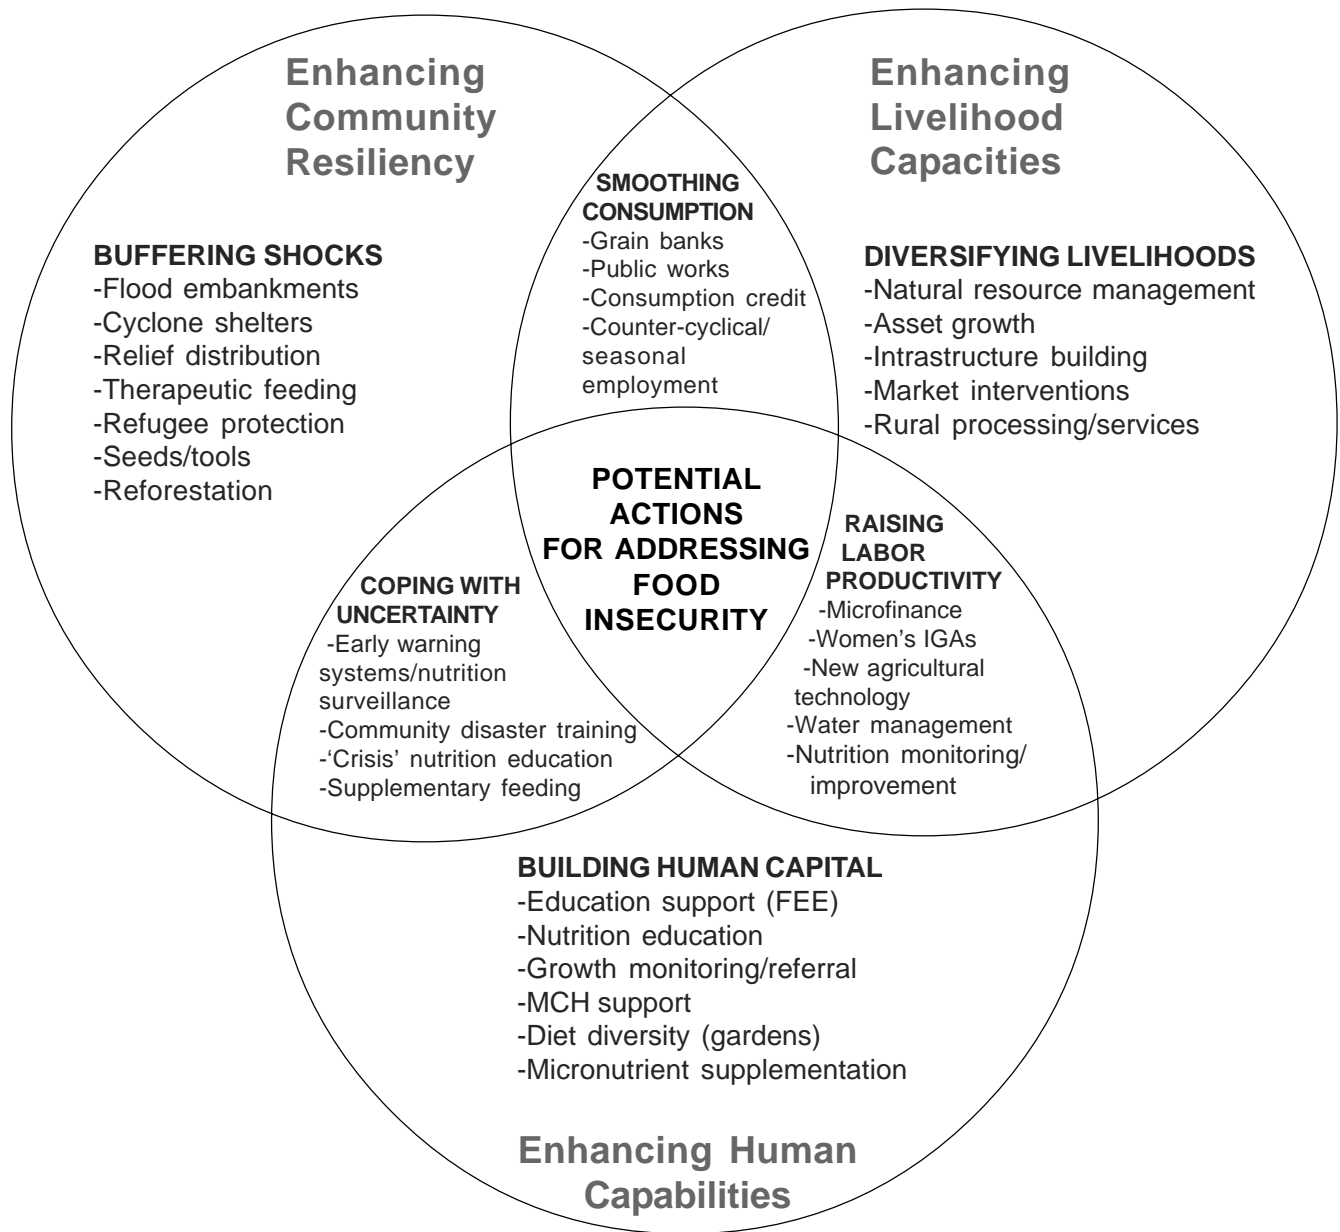 Enhancing
Community
Resiliency
Enhancing
Livelihood
Capacities
SMOOTHING
CONSUMPTION
-Grain banks
-Public works
-Consumption credit
-Counter-cyclical/
seasonal
employment
BUFFERING SHOCKS
-Flood embankments
-Cyclone shelters
-Relief distribution
-Therapeutic feeding
-Refugee protection
-Seeds/tools
-Reforestation
DIVERSIFYING LIVELIHOODS
-Natural resource management
-Asset growth
-Intrastructure building
-Market interventions
-Rural processing/services
POTENTIAL
ACTIONS
FOR ADDRESSING
FOOD
INSECURITY
RAISING
LABOR
PRODUCTIVITY
-Microfinance
-Women’s IGAs
-New agricultural
technology
-Water management
-Nutrition monitoring/
improvement
COPING WITH
UNCERTAINTY
-Early warning
systems/nutrition
surveillance
-Community disaster training
-‘Crisis’ nutrition education
-Supplementary feeding
BUILDING HUMAN CAPITAL
-Education support (FEE)
-Nutrition education
-Growth monitoring/referral
-MCH support
-Diet diversity (gardens)
-Micronutrient supplementation
Enhancing Human
Capabilities